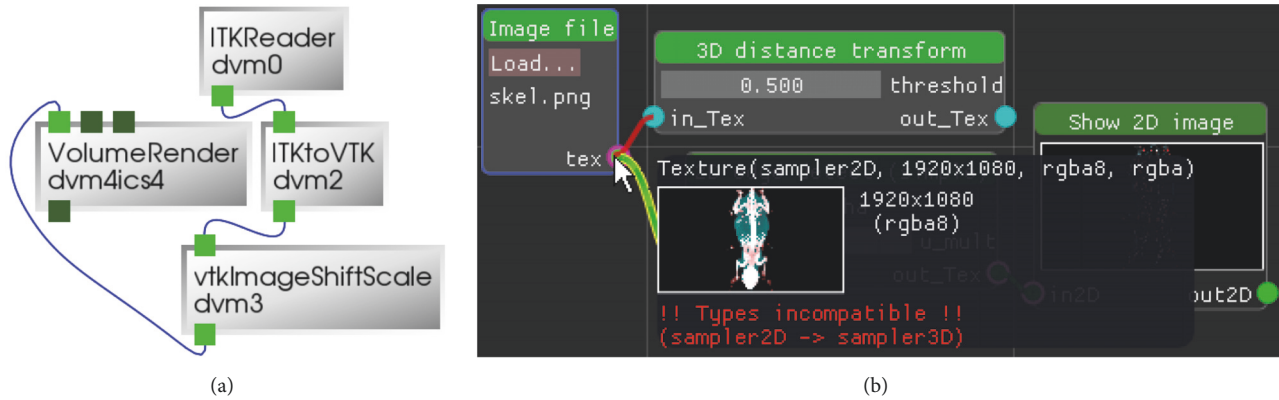 ITKReader
dvm0
VolumeRender
dvm4ics4
ITKtoVTK
dvm2
vtkImageShiftScale
dvm3
(a)
Image file
Load...
skel.png
tex
3D distance transform
0.500 threshold
in_Tex out_Tex
Show 2D image
Texture(sampler2D, 1920x1080, rgba8, rgba)
1920x1080
(rgba8)
u_mult
out_Tex
in2D out2D
!! Types incompatible !!
(sampler2D -> sampler3D)
(b)